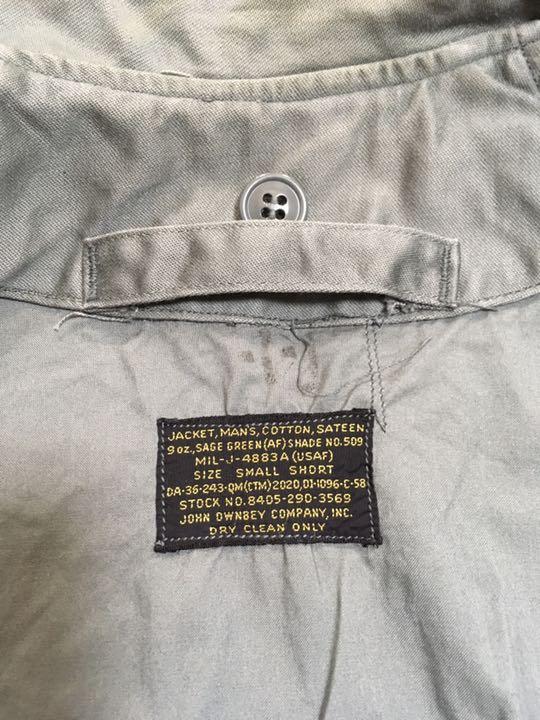 JACKET, MANS, COTTON, SATEEN
9 OZ., SAGE GREEN (AF) SHADE NO. 509
MIL-J-4883A (USAF)
SIZE SMALL SHORT
DA-36-243-QM(CTM)2020,01-1096-C-58
STOCK NO. 8405-290-3569
JOHN OWNBEY COMPANY, INC.
DRY CLEAN ONLY